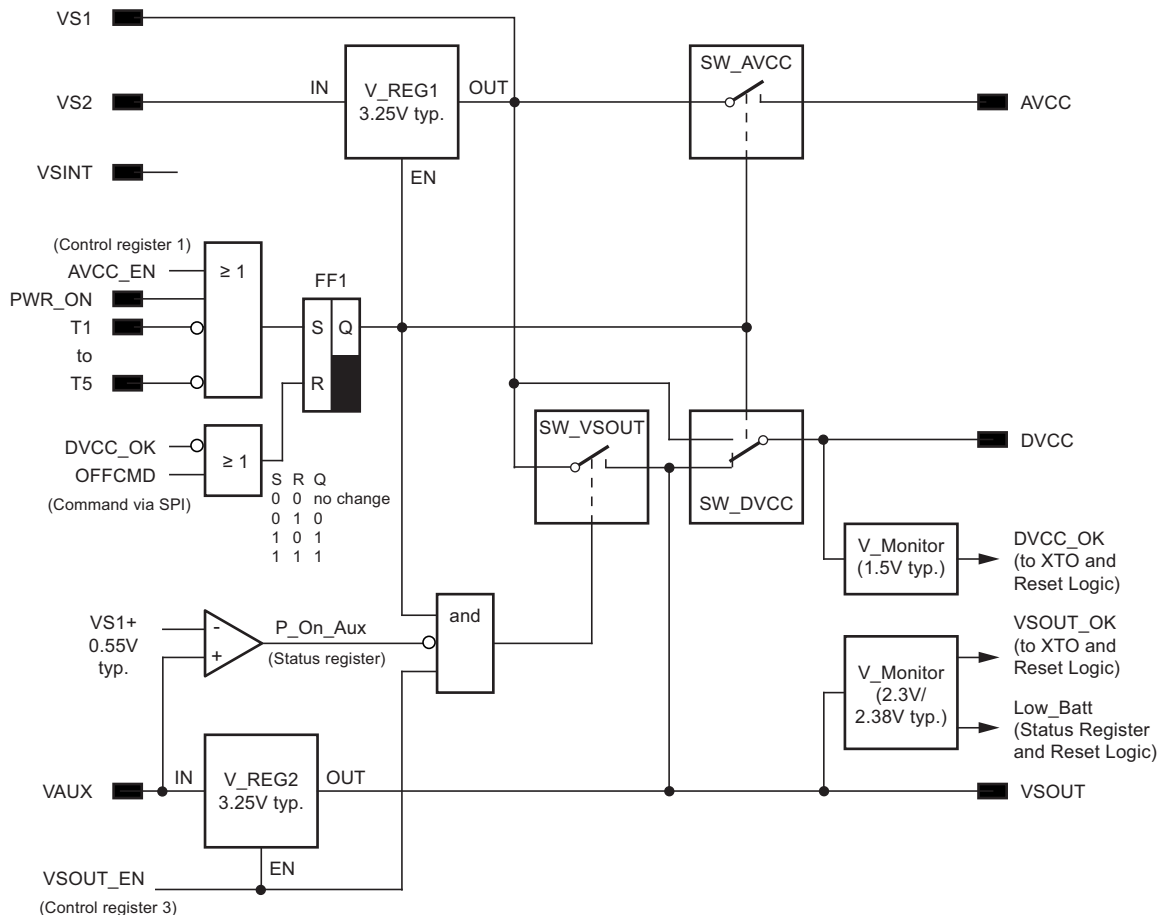 VS1
VS2
VSINT
IN
V_REG1
3.25V typ.
OUT
EN
SW_AVCC
AVCC
(Control register 1)
AVCC_EN
PWR_ON
T1
to
T5
≥ 1
FF1
S
Q
R
DVCC_OK
OFFCMD
(Command via SPI)
≥ 1
S R Q
0 0 no change
0 1 0
1 0 1
1 1 1
SW_VSOUT
SW_DVCC
DVCC
V_Monitor
(1.5V typ.)
DVCC_OK
(to XTO and
Reset Logic)
VS1+
0.55V
typ.
-
+
P_On_Aux
(Status register)
and
V_Monitor
(2.3V/
2.38V typ.)
VSOUT_OK
(to XTO and
Reset Logic)
Low_Batt
(Status Register
and Reset Logic)
VAUX
IN
V_REG2
3.25V typ.
OUT
EN
VSOUT
VSOUT_EN
(Control register 3)